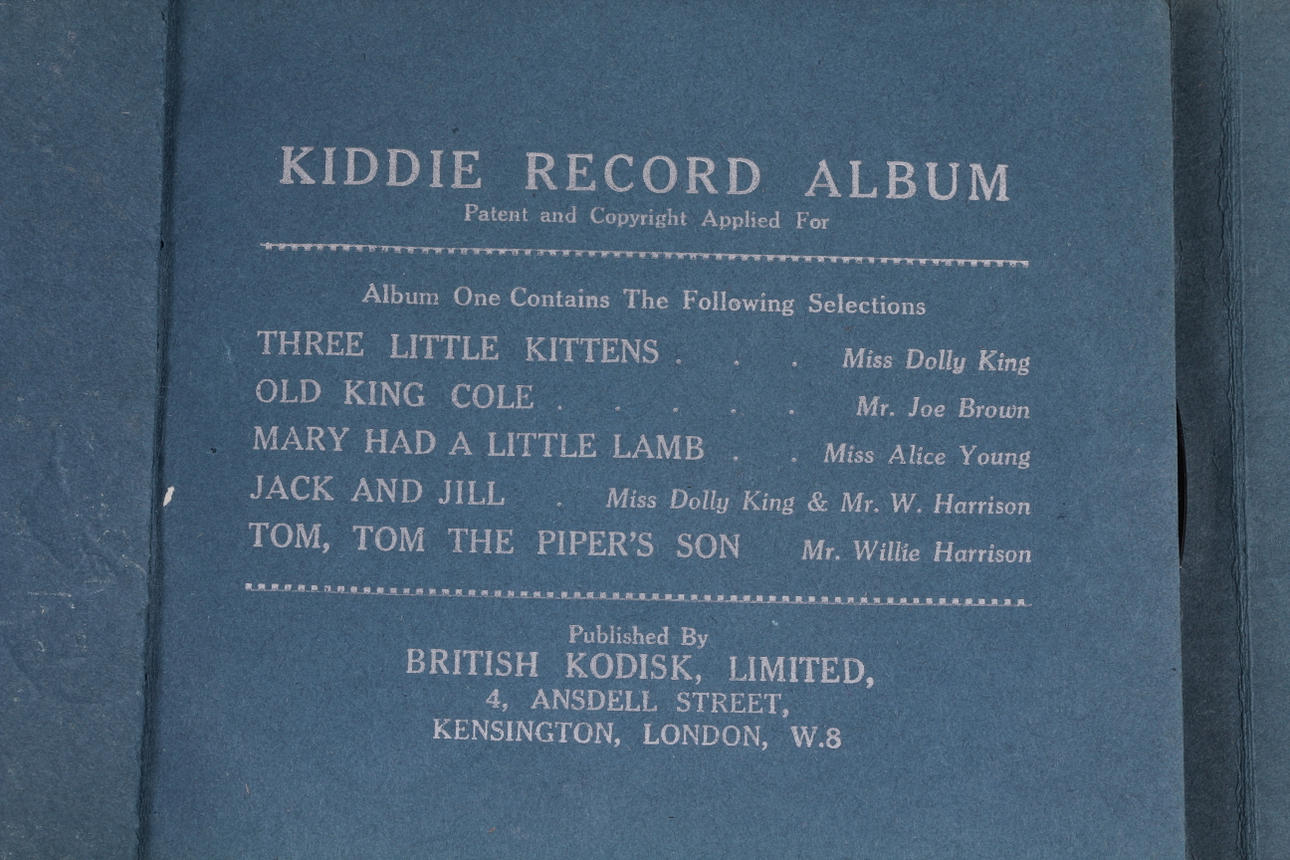 KIDDIE RECORD ALBUM
Patent and Copyright Applied For
Album One Contains The Following Selections
THREE LITTLE KITTENS . . . Miss Dolly King
OLD KING COLE . . . . . Mr. Joe Brown
MARY HAD A LITTLE LAMB . . Miss Alice Young
JACK AND JILL . Miss Dolly King & Mr. W. Harrison
TOM, TOM THE PIPER'S SON Mr. Willie Harrison
Published By
BRITISH KODISK, LIMITED,
4, ANSDELL STREET,
KENSINGTON, LONDON, W.8